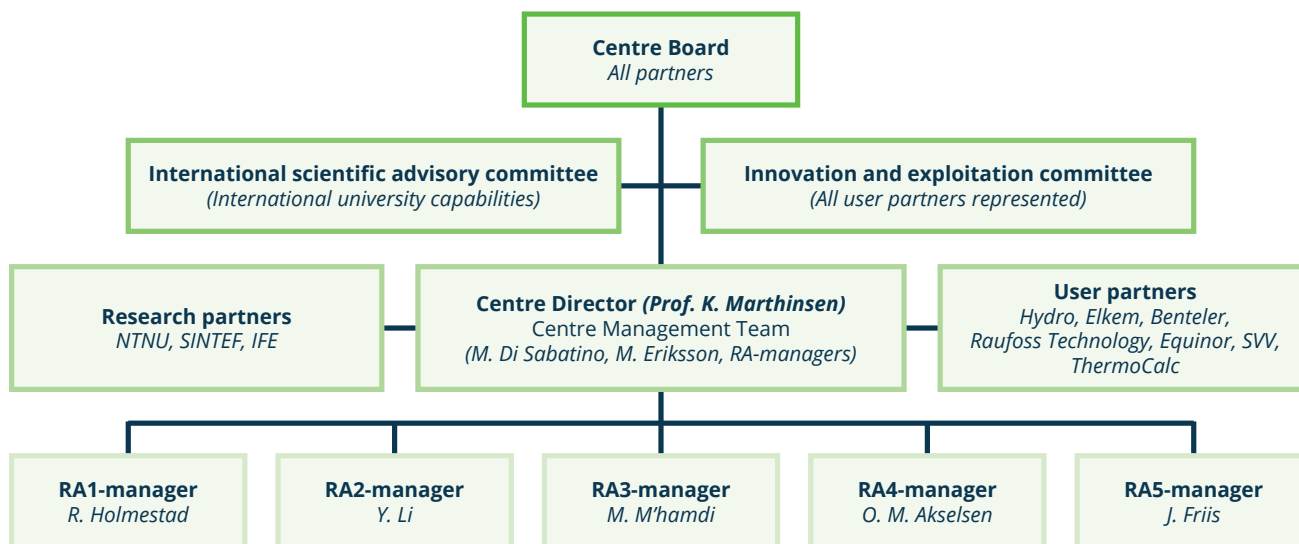 Centre Board
All partners
International scientific advisory committee
(International university capabilities)
Innovation and exploitation committee
(All user partners represented)
Research partners
NTNU, SINTEF, IFE
Centre Director (Prof. K. Marthinsen)
Centre Management Team
(M. Di Sabatino, M. Eriksson, RA-managers)
User partners
Hydro, Elkem, Benteler,
Raufoss Technology, Equinor, SVV,
ThermoCalc
RA1-manager
R. Holmestad
RA2-manager
Y. Li
RA3-manager
M. M'hamdi
RA4-manager
O. M. Akselsen
RA5-manager
J. Friis